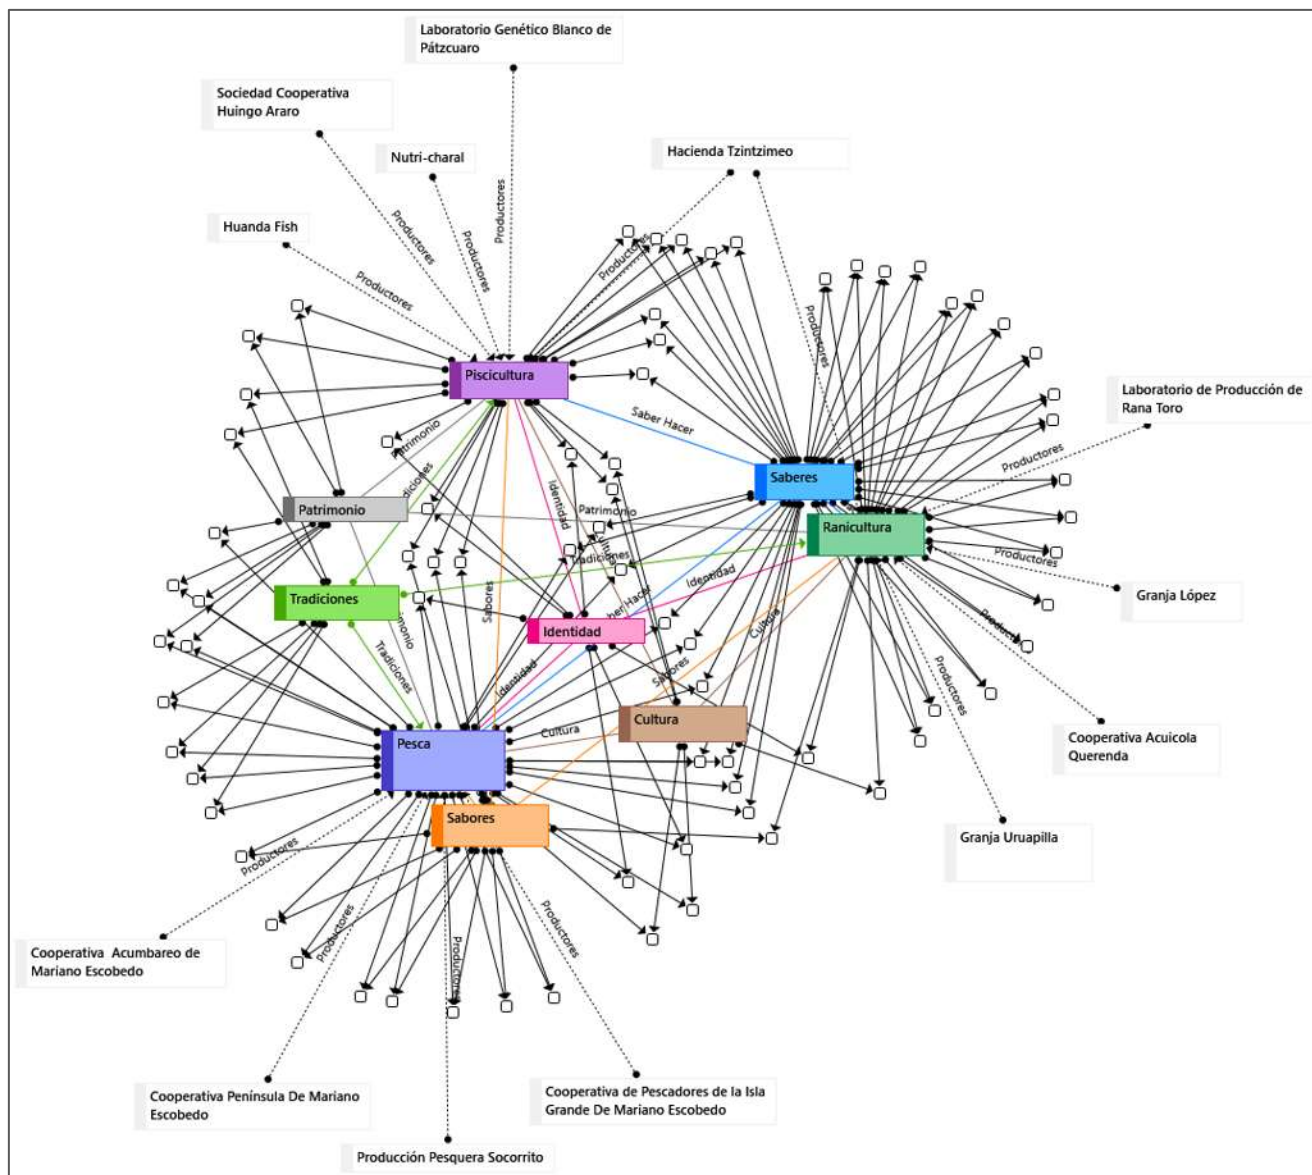 Laboratorio Genético Blanco de
Pátzcuaro
Sociedad Cooperativa
Huingo Araro
Nutri-charal
Hacienda Tzintzimeo
Huanda Fish
Productores
Productores
Productores
Productores
Productores
Productores
Piscicultura
Laboratorio de Producción de
Rana Toro
Saber Hacer
Patrimonio
Productores
Saberes
Identidad
Patrimonio
Patrimonio
Ranicultura
Cultura
Tradiciones
Productores
Identidad
Tradiciones
Granja López
Sabores
Identidad
Cultura
Tradiciones
Identidad
Sabores
Productores
Cultura
Cultura
Pesca
Cooperativa Acuicola
Querenda
Sabores
Granja Uruapilla
Productores
Productores
Productores
Productores
Cooperativa Acumbareo de
Mariano Escobedo
Cooperativa Península De Mariano
Escobedo
Cooperativa de Pescadores de la Isla
Grande De Mariano Escobedo
Producción Pesquera Socorrito